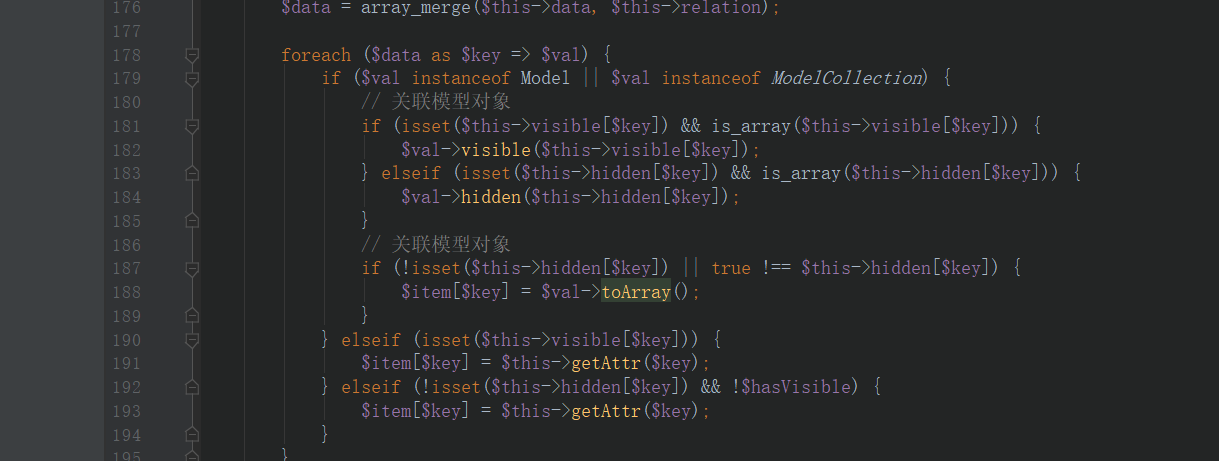 176 $data = array_merge($this->data, $this->relation);
177
178 foreach ($data as $key => $val) {
179 if ($val instanceof Model || $val instanceof ModelCollection) {
180 // 关联模型对象
181 if (isset($this->visible[$key]) && is_array($this->visible[$key])) {
182 $val->visible($this->visible[$key]);
183 } elseif (isset($this->hidden[$key]) && is_array($this->hidden[$key])) {
184 $val->hidden($this->hidden[$key]);
185 }
186 // 关联模型对象
187 if (!isset($this->hidden[$key]) || true !== $this->hidden[$key]) {
188 $item[$key] = $val->toArray();
189 }
190 } elseif (isset($this->visible[$key])) {
191 $item[$key] = $this->getAttr($key);
192 } elseif (!isset($this->hidden[$key]) && !$hasVisible) {
193 $item[$key] = $this->getAttr($key);
194 }
195 }